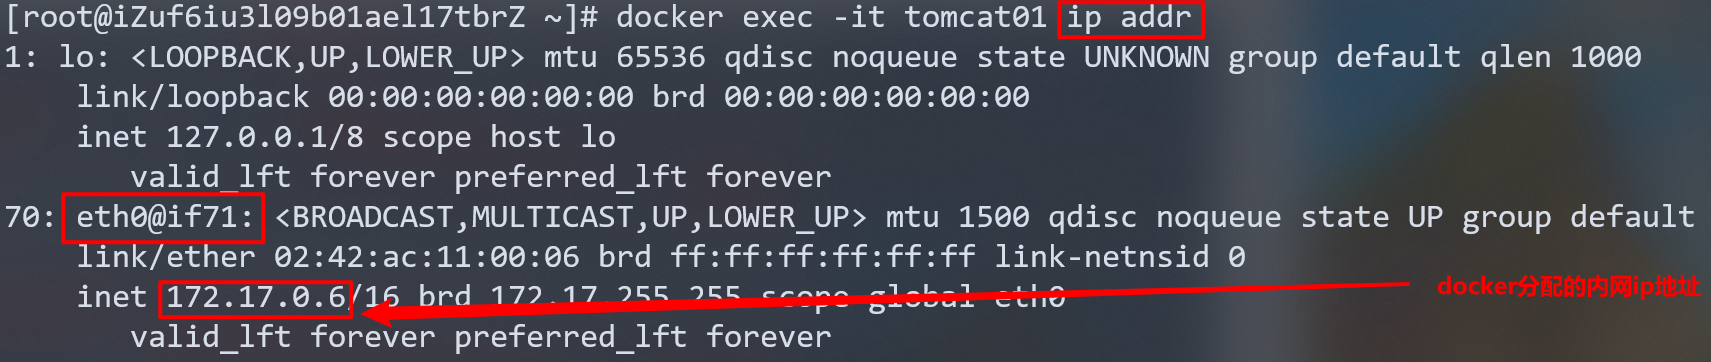 [root@iZuf6iu3l09b01ael17tbrZ ~]# docker exec -it tomcat01 ip addr
1: lo: <LOOPBACK,UP,LOWER_UP> mtu 65536 qdisc noqueue state UNKNOWN group default qlen 1000
link/loopback 00:00:00:00:00:00 brd 00:00:00:00:00:00
inet 127.0.0.1/8 scope host lo
valid_lft forever preferred_lft forever
70: eth0@if71: <BROADCAST,MULTICAST,UP,LOWER_UP> mtu 1500 qdisc noqueue state UP group default
link/ether 02:42:ac:11:00:06 brd ff:ff:ff:ff:ff:ff link-netnsid 0
inet 172.17.0.6/16 brd 172.17.255.255 scope global eth0
docker分配的内网ip地址
valid_lft forever preferred_lft forever